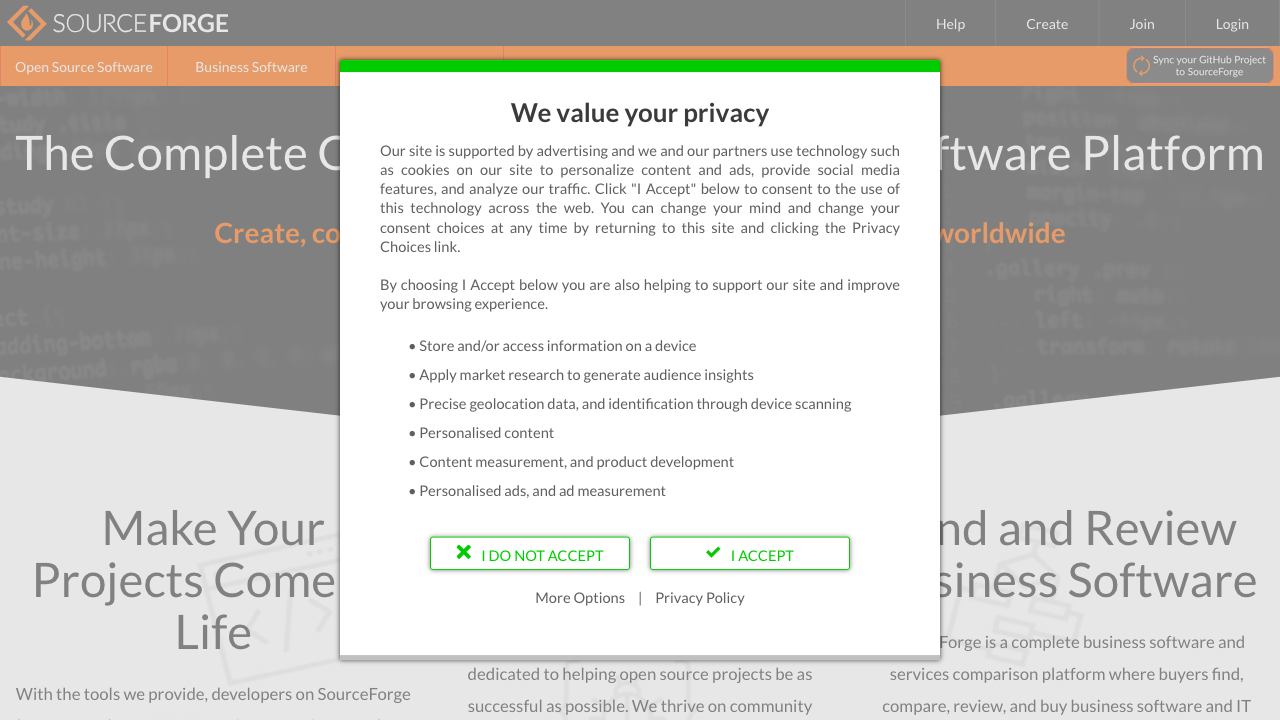 SOURCEFORGE
Help
Create
Join
Login
Open Source Software
Business Software
Sync your GitHub Project
to SourceForge
The Complete
ftware Platform
Create, co
worldwide
We value your privacy
Our site is supported by advertising and we and our partners use technology such
as cookies on our site to personalize content and ads, provide social media
features, and analyze our traffic. Click "I Accept" below to consent to the use of
this technology across the web. You can change your mind and change your
consent choices at any time by returning to this site and clicking the Privacy
Choices link.
By choosing I Accept below you are also helping to support our site and improve
your browsing experience.
• Store and/or access information on a device
• Apply market research to generate audience insights
• Precise geolocation data, and identification through device scanning
• Personalised content
• Content measurement, and product development
• Personalised ads, and ad measurement
I DO NOT ACCEPT
I ACCEPT
More Options | Privacy Policy
Make Your
Projects Come
Life
With the tools we provide, developers on SourceForge
dedicated to helping open source projects be as
successful as possible. We thrive on community
nd and Review
siness Software
Forge is a complete business software and
services comparison platform where buyers find,
compare, review, and buy business software and IT